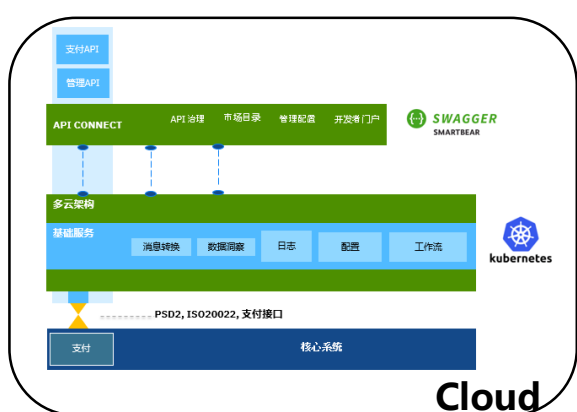 支付API
管理API
API CONNECT
API 治理
市场目录
管理配置
开发者门户
{···} SWAGGER
SMARTBEAR
多云架构
基础服务
消息转换
数据洞察
日志
配置
工作流
kubernetes
PSD2, ISO20022, 支付接口
支付
核心系统
Cloud